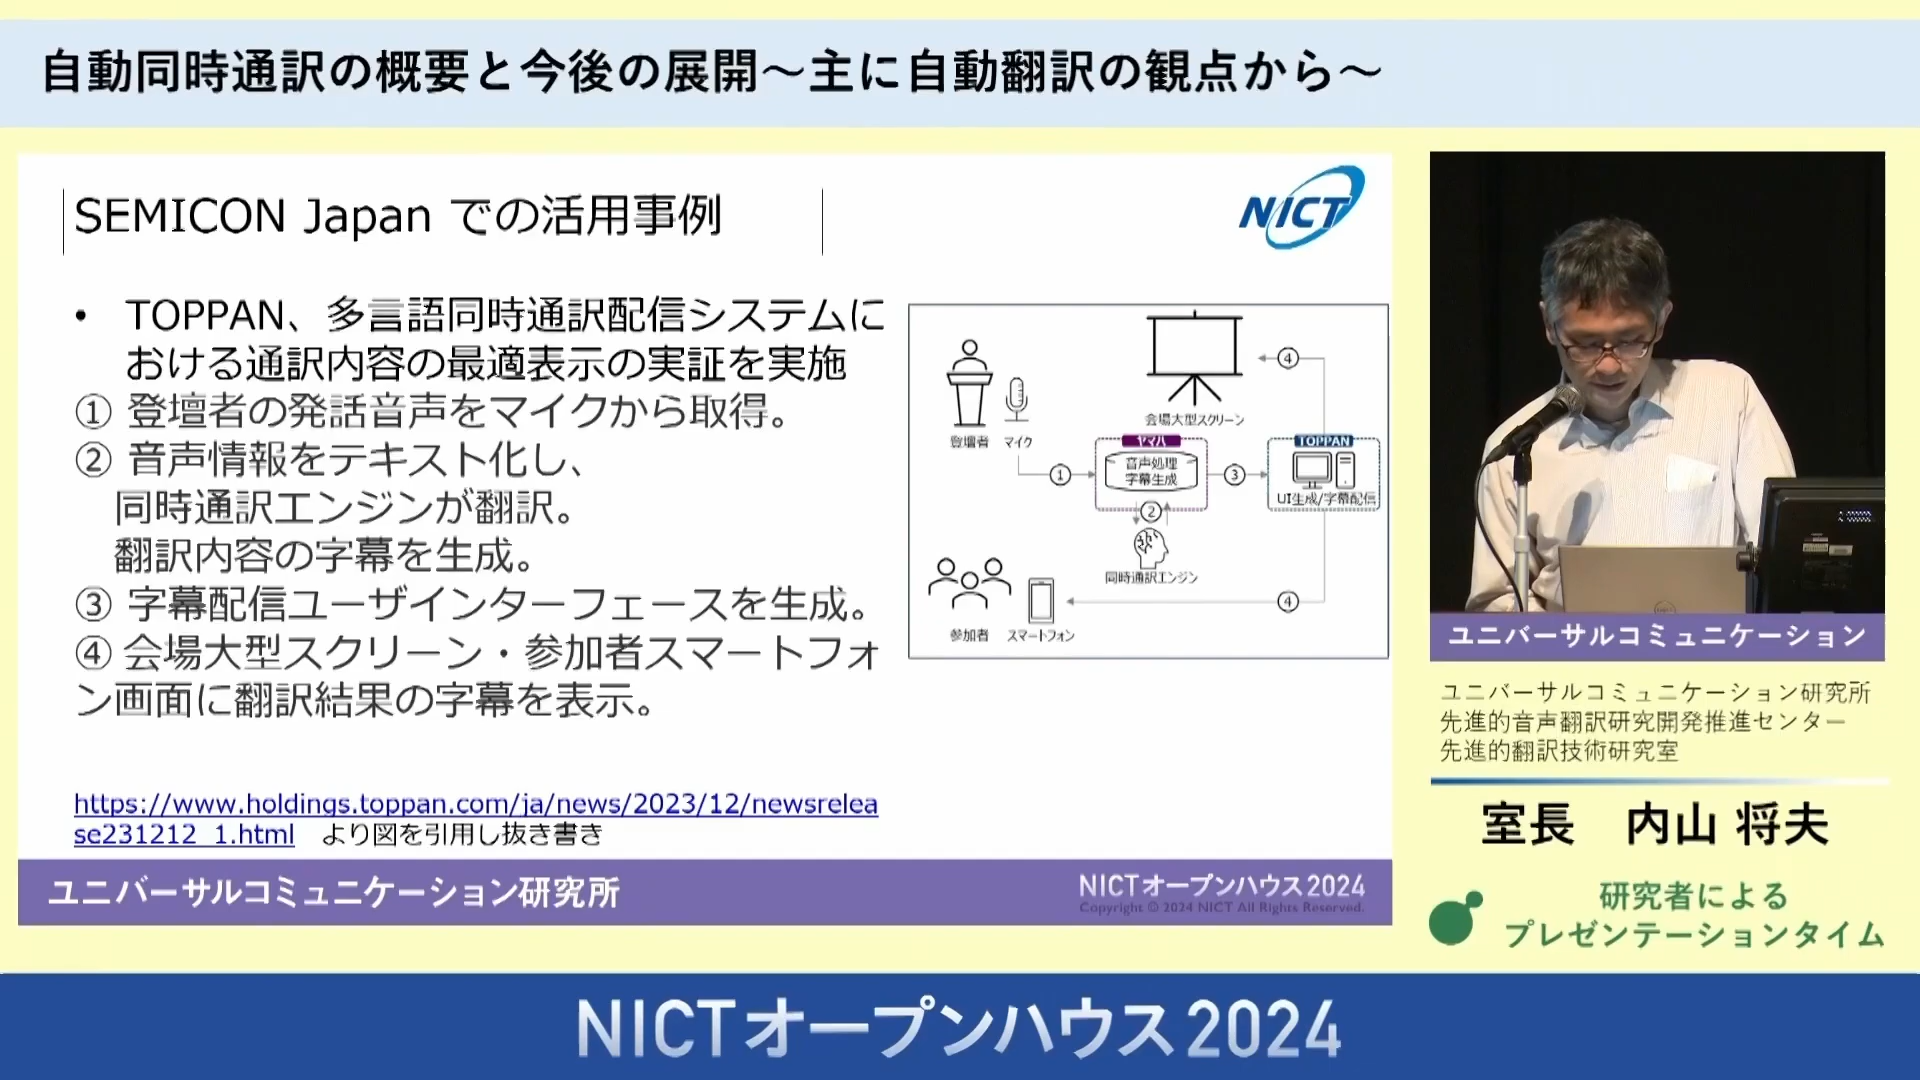 自動同時通訳の概要と今後の展開～主に自動翻訳の観点から～
SEMICON Japan での活用事例
NICT
• TOPPAN、多言語同時通訳配信システムに
おける通訳内容の最適表示の実証を実施
① 登壇者の発話音声をマイクから取得。
② 音声情報をテキスト化し、
同時通訳エンジンが翻訳。
翻訳内容の字幕を生成。
③ 字幕配信ユーザインターフェースを生成。
④ 会場大型スクリーン・参加者スマートフォ
ン画面に翻訳結果の字幕を表示。
https://www.holdings.toppan.com/ja/news/2023/12/newsrelea
se231212_1.html より図を引用し抜き書き
④
会場大型スクリーン
登壇者 マイク
ヤマハ
TOPPAN
音声処理
字幕生成
①
③
UI生成/字幕配信
②
同時通訳エンジン
④
参加者 スマートフォン
ユニバーサルコミュニケーション研究所
NICTオープンハウス2024
Copyright © 2024 NICT All Rights Reserved.
ユニバーサルコミュニケーション
ユニバーサルコミュニケーション研究所
先進的音声翻訳研究開発推進センター
先進的翻訳技術研究室
室長 内山 将夫
研究者による
プレゼンテーションタイム
NICTオープンハウス2024